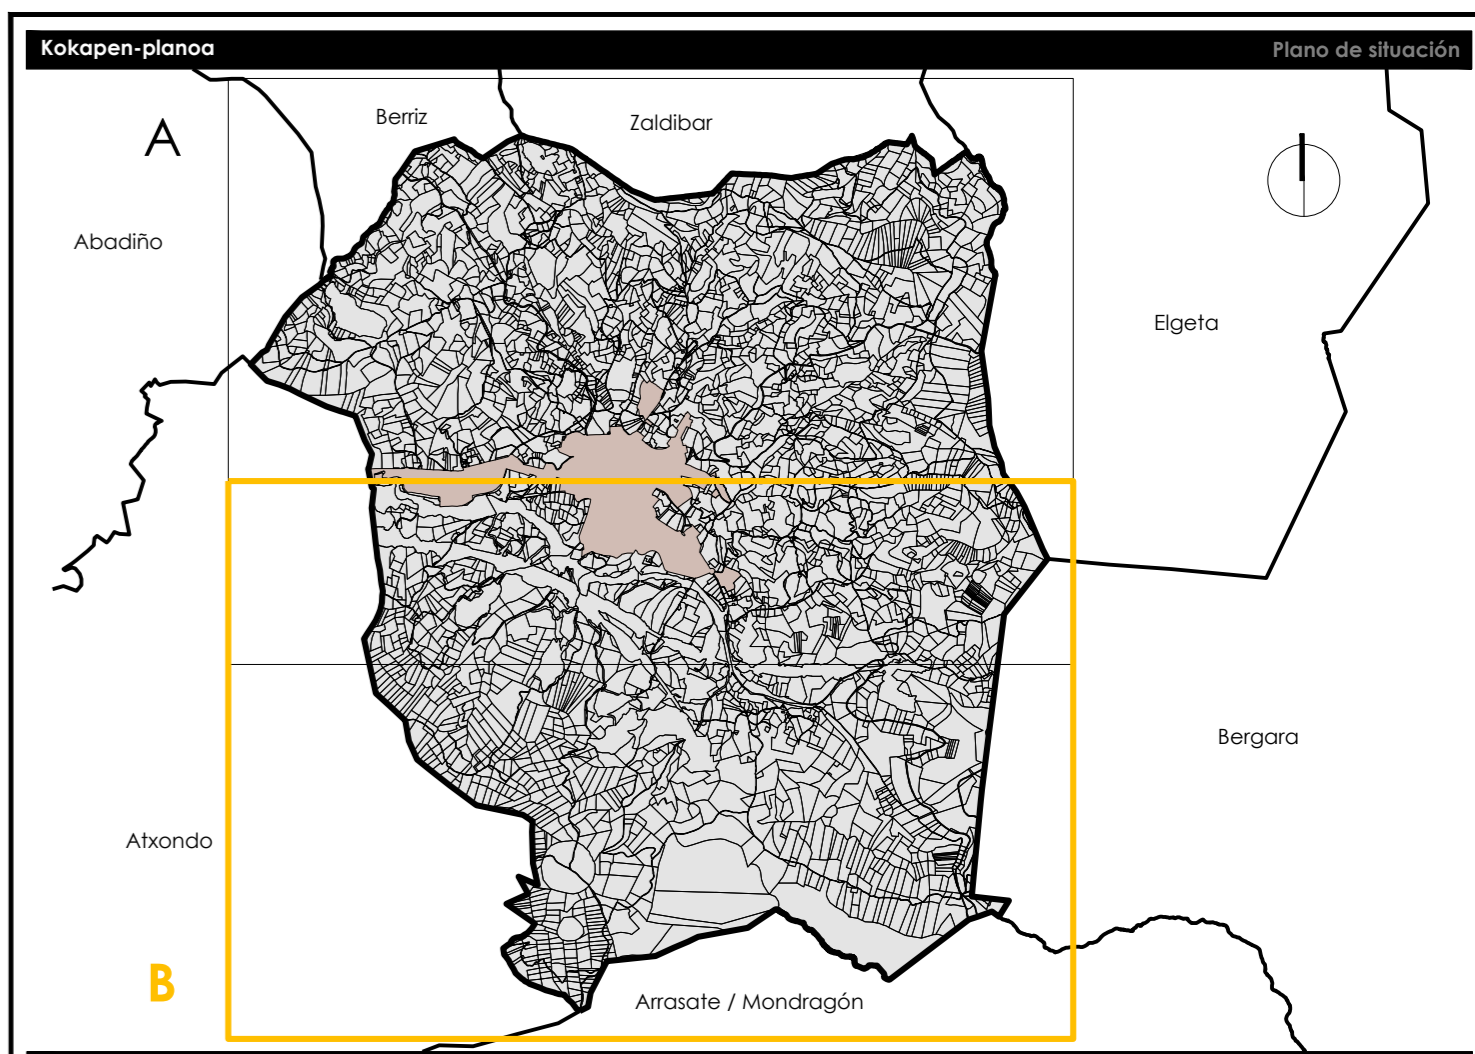 Kokapen-planoa
Plano de situación
Berriz
Zaldibar
A
Abadiño
Elgeta
Bergara
Atxondo
B
Arrasate / Mondragón